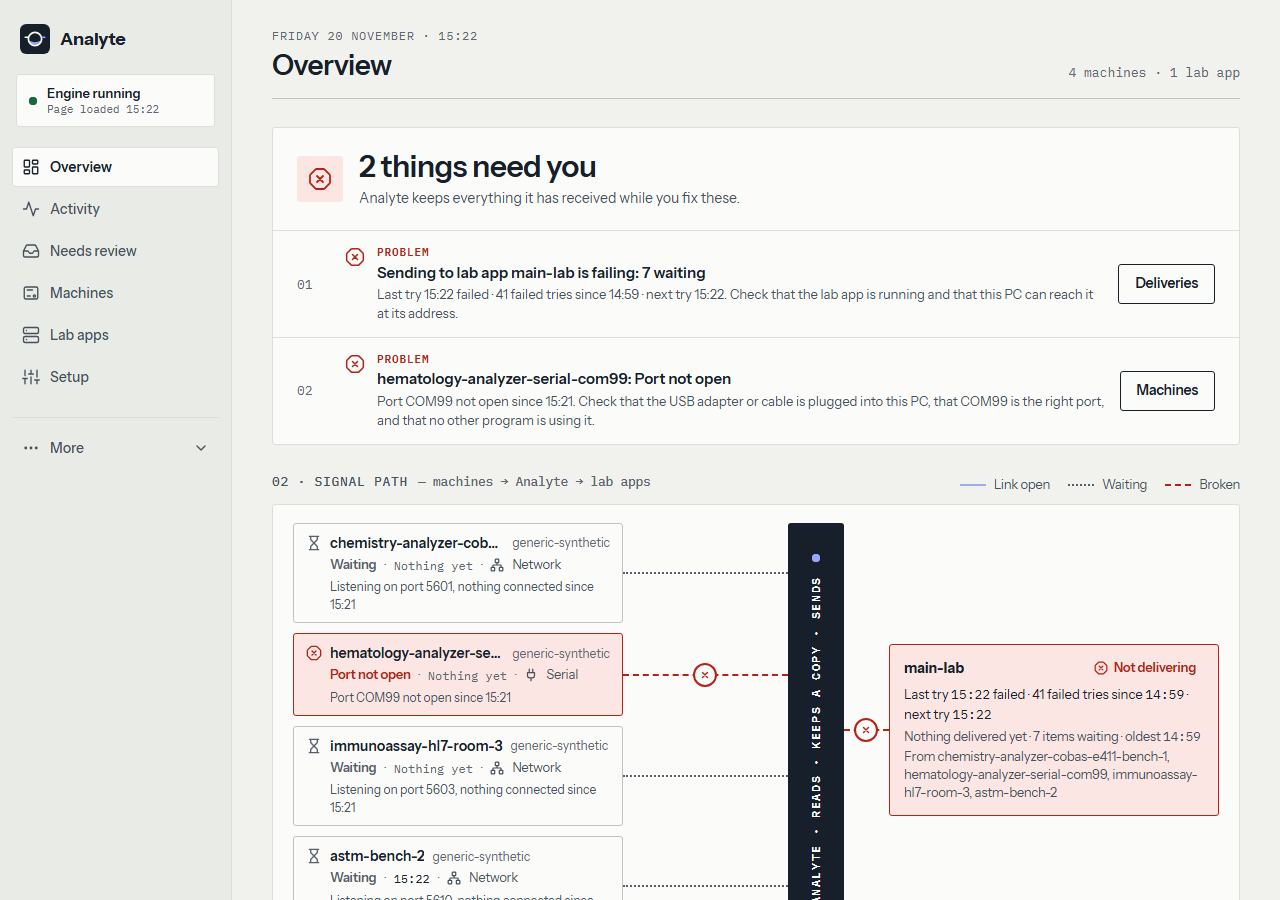 Analyte
Engine running
Page loaded 15:22
Overview
Activity
Needs review
Machines
Lab apps
Setup
More
FRIDAY 20 NOVEMBER · 15:22
Overview
4 machines · 1 lab app
2 things need you
Analyte keeps everything it has received while you fix these.
01
PROBLEM
Sending to lab app main-lab is failing: 7 waiting
Last try 15:22 failed · 41 failed tries since 14:59 · next try 15:22. Check that the lab app is running and that this PC can reach it
at its address.
Deliveries
02
PROBLEM
hematology-analyzer-serial-com99: Port not open
Port COM99 not open since 15:21. Check that the USB adapter or cable is plugged into this PC, that COM99 is the right port,
and that no other program is using it.
Machines
02 · SIGNAL PATH — machines → Analyte → lab apps
Link open
Waiting
Broken
chemistry-analyzer-cob… generic-synthetic
Waiting · Nothing yet · Network
Listening on port 5601, nothing connected since
15:21
hematology-analyzer-se… generic-synthetic
Port not open · Nothing yet · Serial
Port COM99 not open since 15:21
immunoassay-hl7-room-3 generic-synthetic
Waiting · Nothing yet · Network
Listening on port 5603, nothing connected since
15:21
astm-bench-2 generic-synthetic
Waiting · 15:22 · Network
Listening on port 5610, nothing connected since
ANALYTE · READS · KEEPS A COPY · SENDS
main-lab
Not delivering
Last try 15:22 failed · 41 failed tries since 14:59 ·
next try 15:22
Nothing delivered yet · 7 items waiting · oldest 14:59
From chemistry-analyzer-cobas-e411-bench-1,
hematology-analyzer-serial-com99, immunoassay-
hl7-room-3, astm-bench-2